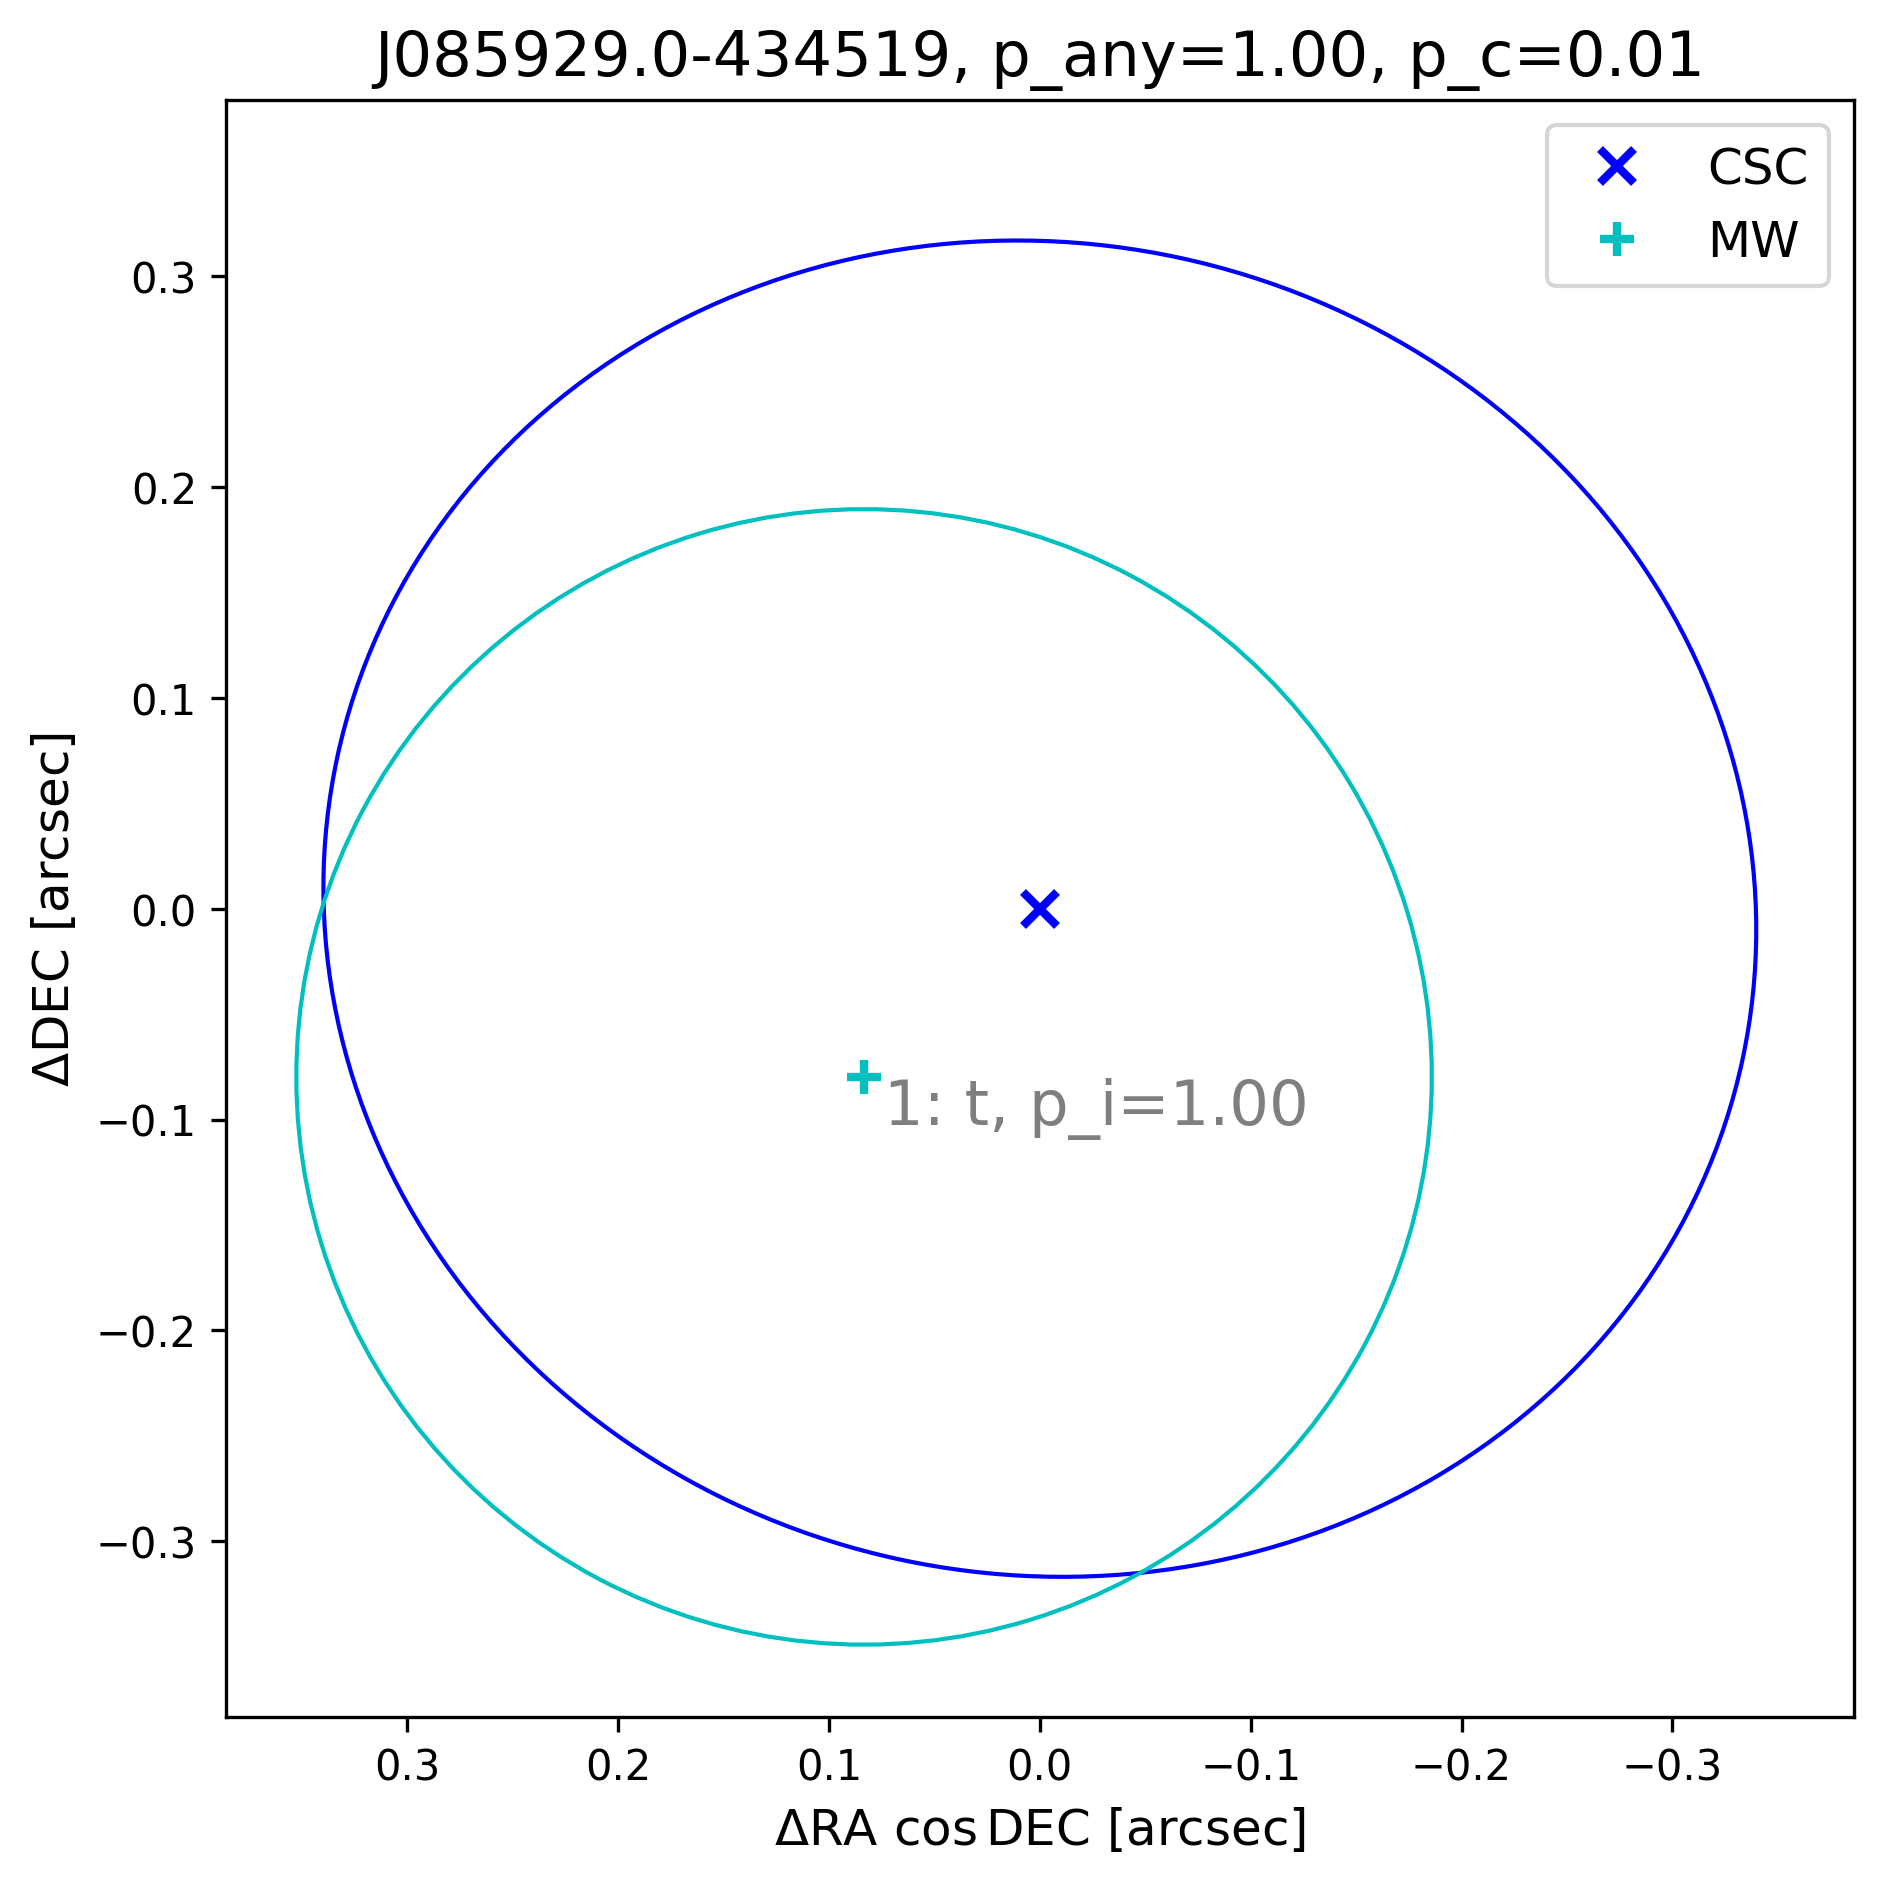 J085929.0-434519, p_any=1.00, p_c=0.01
CSC
MW
0.3
0.2
0.1
0.0
−0.1
−0.2
−0.3
ΔDEC [arcsec]
1: t, p_i=1.00
0.3
0.2
0.1
0.0
−0.1
−0.2
−0.3
ΔRA cos DEC [arcsec]